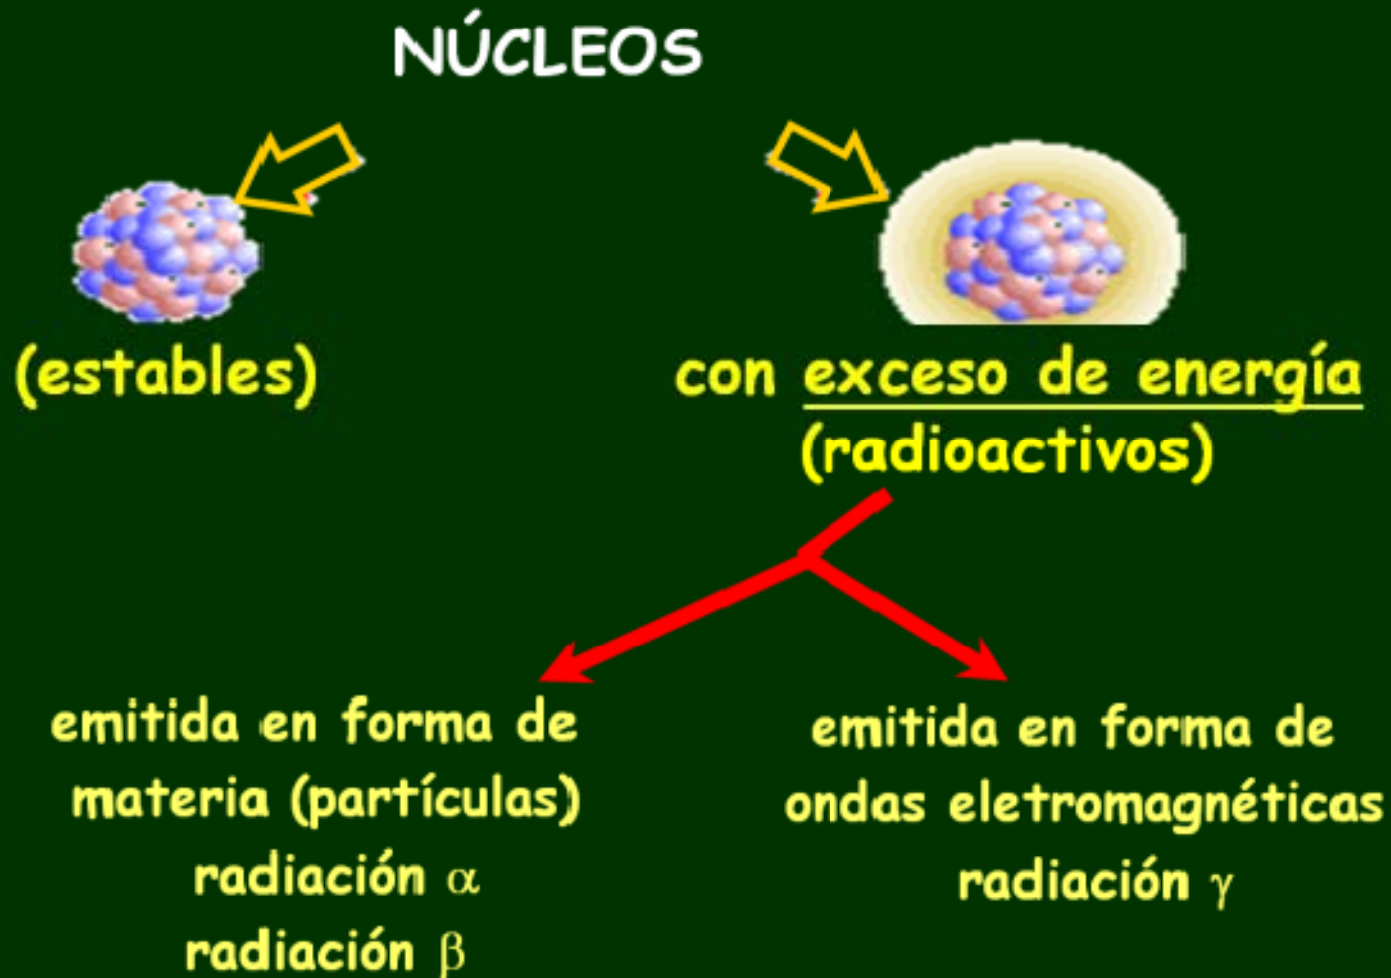 NÚCLEOS
(estables)
con exceso de energía
(radioactivos)
emitida en forma de
materia (partículas)
radiación α
radiación β
emitida en forma de
ondas eletromagnéticas
radiación γ